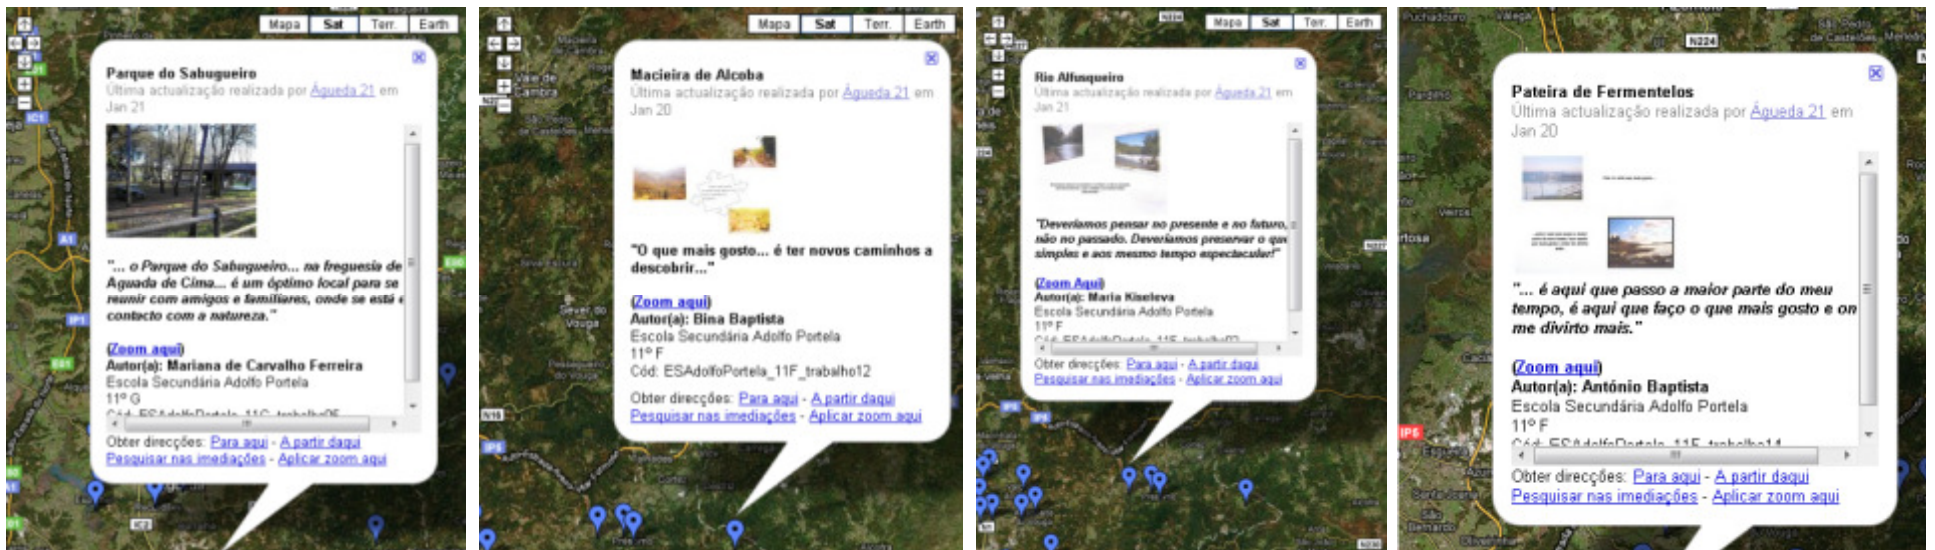 Mapa Sat Terr. Earth
Parque do Sabugueiro
Última actualização realizada por Águeda 21 em
Jan 21
"... o Parque do Sabugueiro... na freguesia de
Aguada de Cima... é um óptimo local para se
reunir com amigos e familiares, onde se está e
contacto com a natureza."
(Zoom aqui)
Autor(a): Mariana de Carvalho Ferreira
Escola Secundária Adolfo Portela
11º G
Obter direcções: Para aqui - A partir daqui
Pesquisar nas imediações - Aplicar zoom aqui
IC1
A1
IP1
IC2
Mapa Sat Terr. Earth
Macieira de Alcoba
Última actualização realizada por Águeda 21 em
Jan 20
"O que mais gosto... é ter novos caminhos a
descobrir..."
(Zoom aqui)
Autor(a): Bina Baptista
Escola Secundária Adolfo Portela
11º F
Cód: ESAdolfoPortela_11F_trabalho12
Obter direcções: Para aqui - A partir daqui
Pesquisar nas imediações - Aplicar zoom aqui
Sever do
Vouga
N16
IP5
Mapa Sat Terr. Earth
Rio Alfusqueiro
Última actualização realizada por Águeda 21 em
Jan 21
"Deveríamos pensar no presente e no futuro,
não no passado. Deveríamos preservar o que
simples e aos mesmo tempo espectacular!"
(Zoom Aqui)
Autor(a): Maria Kiseleva
Escola Secundária Adolfo Portela
11º F
Obter direcções: Para aqui - A partir daqui
Pesquisar nas imediações - Aplicar zoom aqui
N224
Pateira de Fermentelos
Última actualização realizada por Águeda 21 em
Jan 20
"... é aqui que passo a maior parte do meu
tempo, é aqui que faço o que mais gosto e on
me divirto mais."
(Zoom aqui)
Autor(a): António Baptista
Escola Secundária Adolfo Portela
11º F
Obter direcções: Para aqui - A partir daqui
Pesquisar nas imediações - Aplicar zoom aqui
IP5